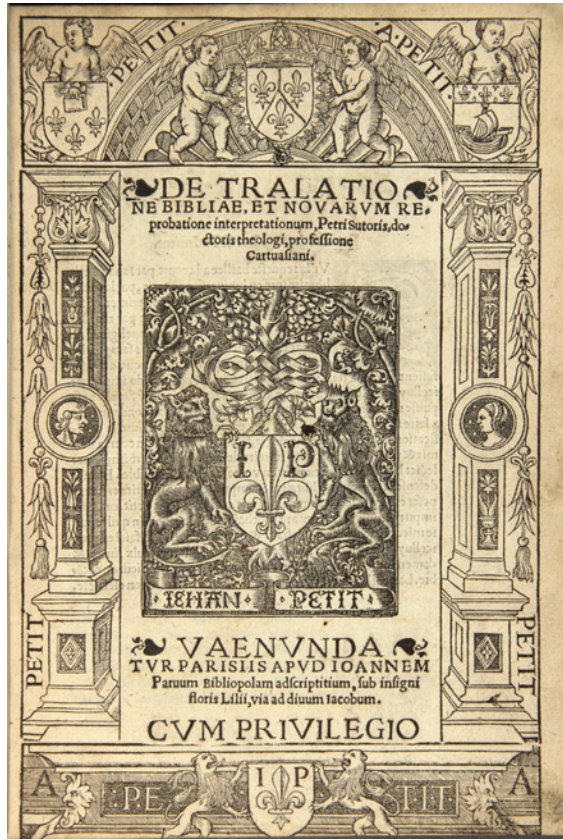 PETIT.
.A.PETIT.
DE TRALATIO
NE BIBLIAE, ET NOVARVM RE-
probatione interpretationum, Petri Sutoris, do-
ctoris theologi, professione
Cartusiani.
I P
IEHAN PETIT
VAENVNDA
TVR PARISIIS APVD IOANNEM
Paruum Bibliopolam adscriptitium, sub insigni
floris Lilii, via ad diuum Iacobum.
CVM PRIVILEGIO
PETIT
PETIT
A PE I P TIT A